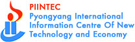 PIINTEC
Pyongyang International
Information Centre Of New
Technology and Economy